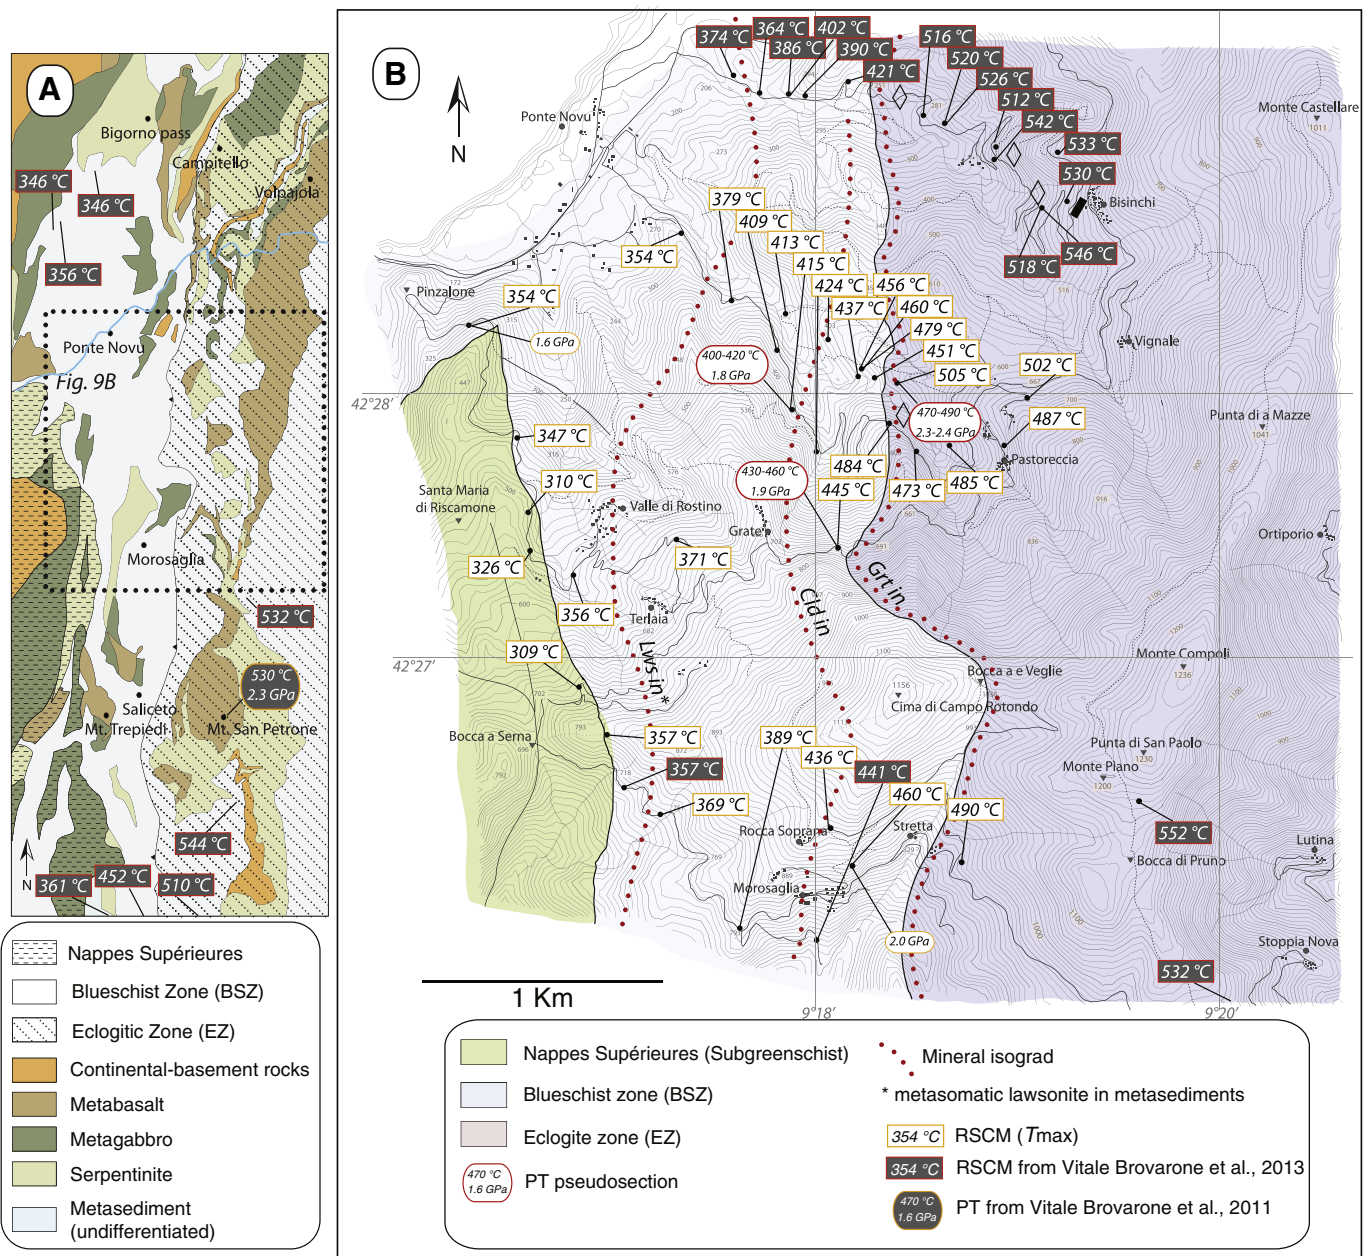 A
Bigorno pass
Campitello
Volpajola
346 °C
346 °C
356 °C
Ponte Novu
Fig. 9B
Morosaglia
532 °C
530 °C
2.3 GPa
Saliceto
Mt. Trepiedi
Mt. San Petrone
544 °C
N
361 °C
452 °C
510 °C
Nappes Supérieures
Blueschist Zone (BSZ)
Eclogitic Zone (EZ)
Continental-basement rocks
Metabasalt
Metagabbro
Serpentinite
Metasediment
(undifferentiated)
B
N
374 °C
364 °C
386 °C
402 °C
390 °C
421 °C
516 °C
520 °C
526 °C
512 °C
542 °C
533 °C
530 °C
546 °C
518 °C
Ponte Novu
Monte Castellare
1011
Bisinchi
379 °C
409 °C
413 °C
415 °C
424 °C
437 °C
456 °C
460 °C
479 °C
451 °C
505 °C
502 °C
487 °C
354 °C
354 °C
Pinzalone
1.6 GPa
400-420 °C
1.8 GPa
470-490 °C
2.3-2.4 GPa
Vignale
42°28'
Punta di a Mazze
1041
347 °C
310 °C
430-460 °C
1.9 GPa
484 °C
445 °C
473 °C
485 °C
Pastoreccia
Santa Maria
di Riscamone
Valle di Rostino
Grate
Ortiporio
326 °C
371 °C
356 °C
Terlaia
Cld in
Grt in
Lws in*
309 °C
42°27'
Monte Compoli
1236
Bocca a e Veglie
1156
Cima di Campo Rotondo
Bocca a Serna
696
357 °C
357 °C
369 °C
389 °C
436 °C
441 °C
460 °C
490 °C
Punta di San Paolo
1230
Monte Piano
1200
552 °C
Rocca Soprana
Stretta
Lutina
Bocca di Pruno
Morosaglia
2.0 GPa
Stoppia Nova
532 °C
1 Km
9°18'
9°20'
Nappes Supérieures (Subgreenschist)
Blueschist zone (BSZ)
Eclogite zone (EZ)
470 °C
1.6 GPa
PT pseudosection
Mineral isograd
* metasomatic lawsonite in metasediments
354 °C
RSCM (Tmax)
354 °C
RSCM from Vitale Brovarone et al., 2013
470 °C
1.6 GPa
PT from Vitale Brovarone et al., 2011